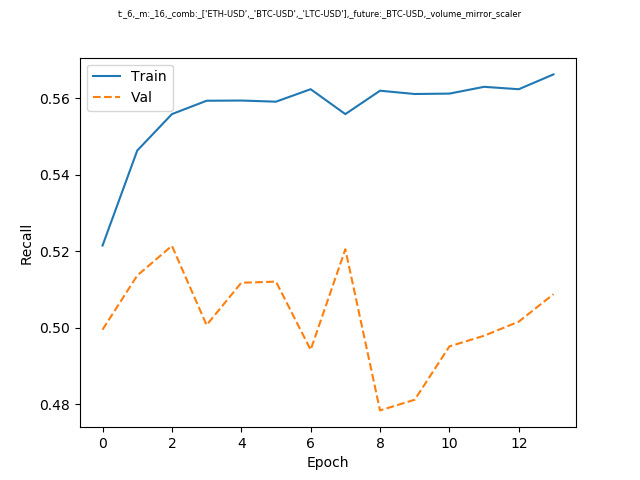 t:_6,_m:_16,_comb:_['ETH-USD',_'BTC-USD',_'LTC-USD'],_future:_BTC-USD,_volume_mirror_scaler
Train
Val
0.56
0.54
0.52
0.50
0.48
Recall
0 2 4 6 8 10 12
Epoch